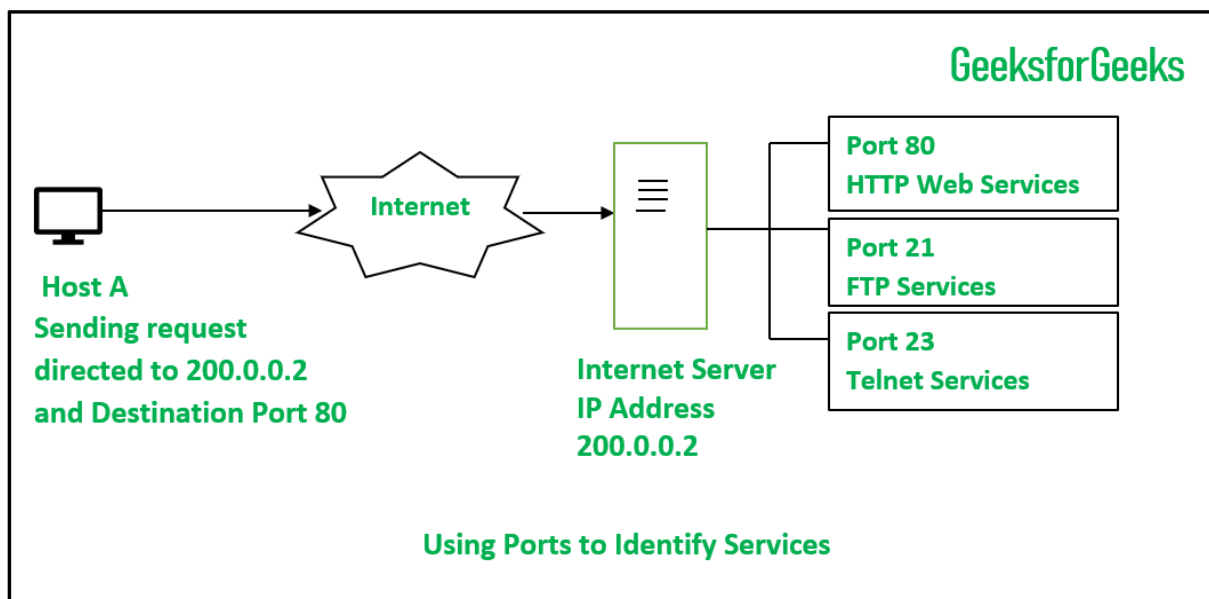 GeeksforGeeks
Port 80
HTTP Web Services
Internet
Port 21
FTP Services
Host A
Sending request
directed to 200.0.0.2
and Destination Port 80
Port 23
Telnet Services
Internet Server
IP Address
200.0.0.2
Using Ports to Identify Services